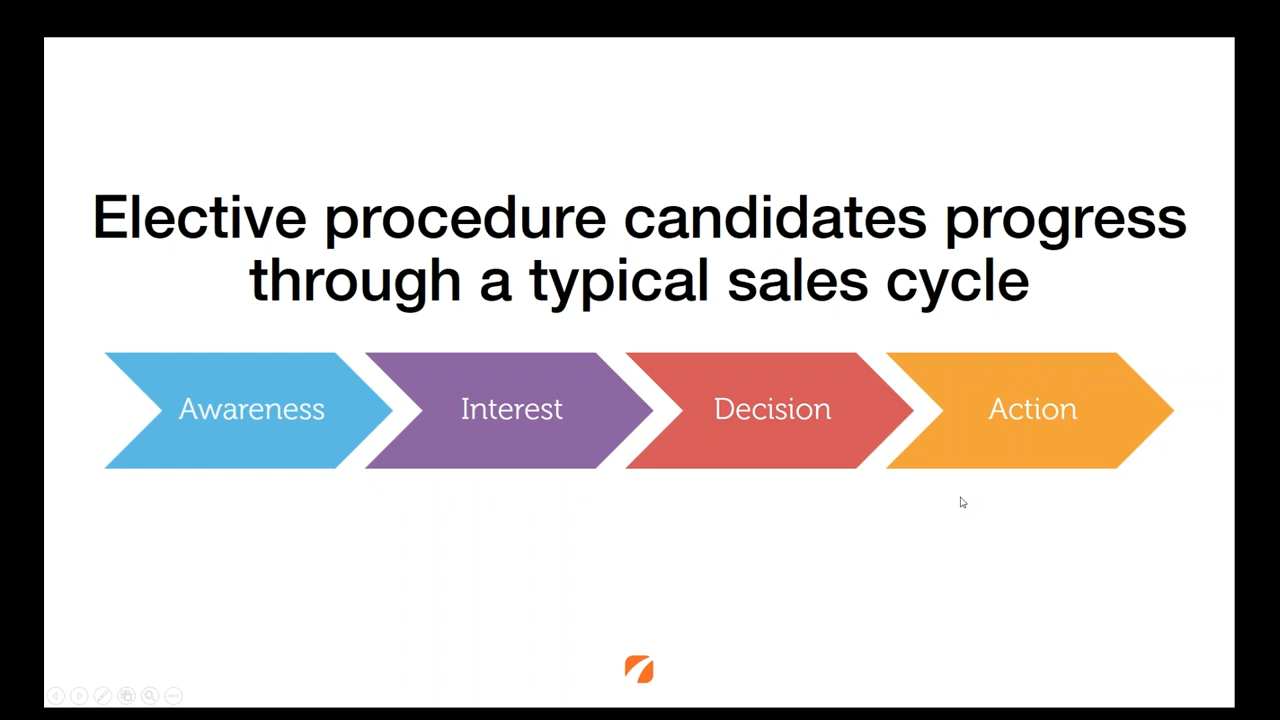 Elective procedure candidates progress
through a typical sales cycle
Awareness
Interest
Decision
Action